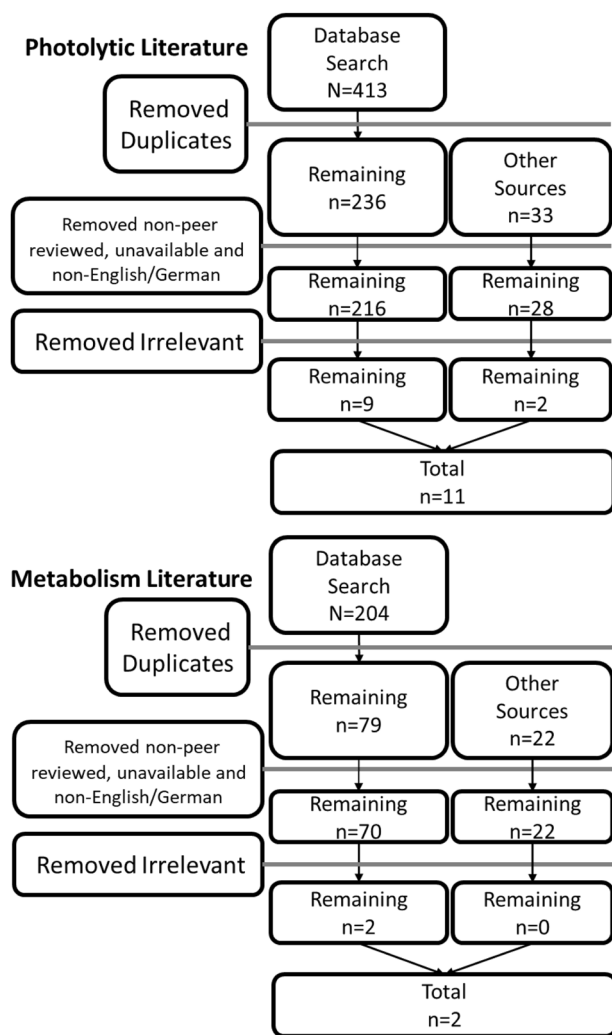 Photolytic Literature
Database
Search
N=413
Removed
Duplicates
Remaining
n=236
Other
Sources
n=33
Removed non-peer
reviewed, unavailable and
non-English/German
Remaining
n=216
Remaining
n=28
Removed Irrelevant
Remaining
n=9
Remaining
n=2
Total
n=11
Metabolism Literature
Database
Search
N=204
Removed
Duplicates
Remaining
n=79
Other
Sources
n=22
Removed non-peer
reviewed, unavailable and
non-English/German
Remaining
n=70
Remaining
n=22
Removed Irrelevant
Remaining
n=2
Remaining
n=0
Total
n=2